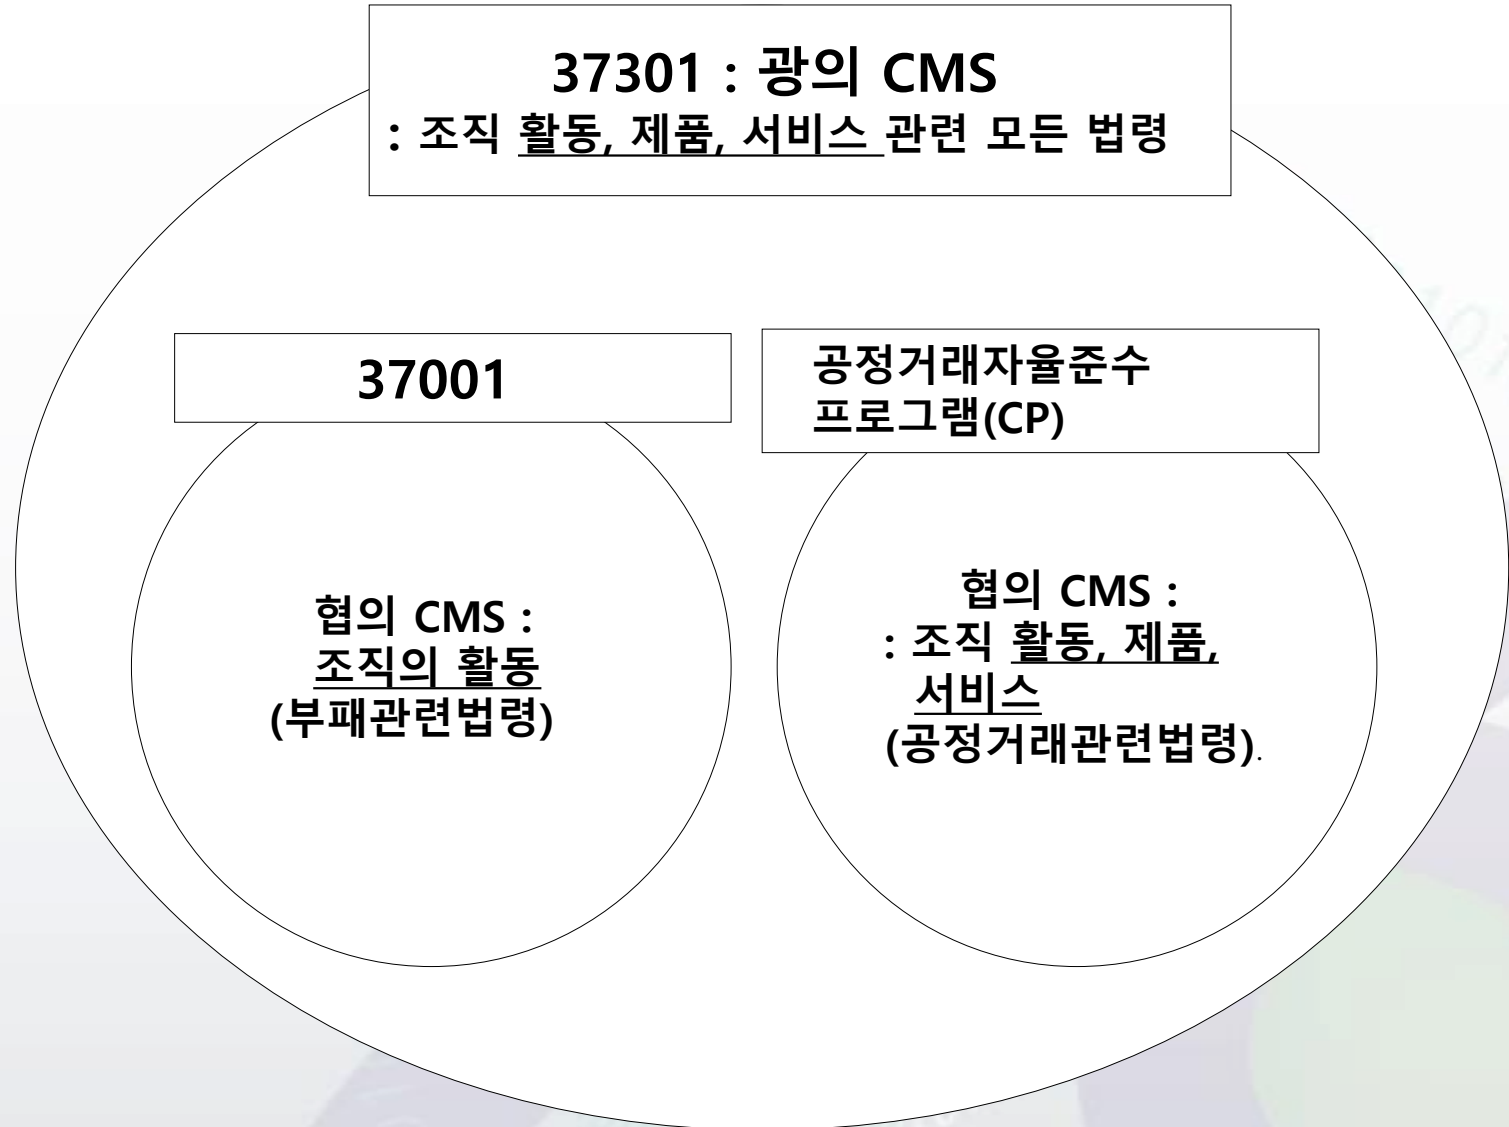 37301 : 광의 CMS
: 조직 활동, 제품, 서비스 관련 모든 법령
37001
공정거래자율준수
프로그램(CP)
협의 CMS :
조직의 활동
(부패관련법령)
협의 CMS :
: 조직 활동, 제품,
서비스
(공정거래관련법령).